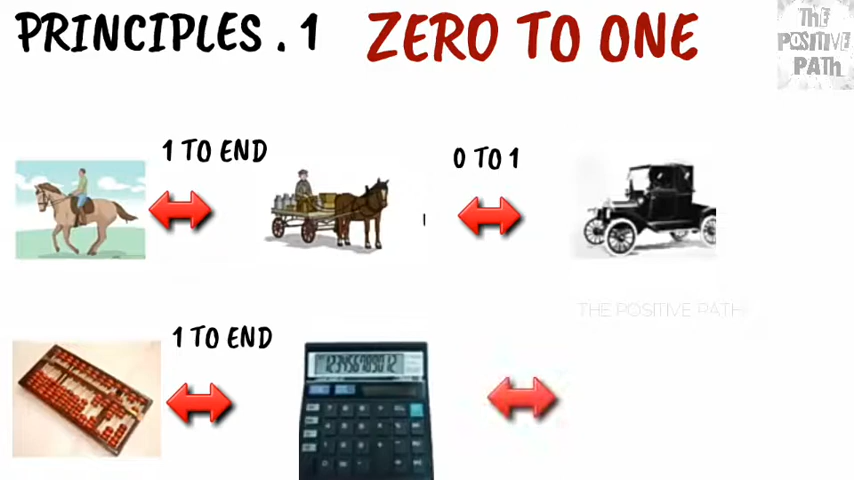 PRINCIPLES . 1 ZERO TO ONE
THE
POSITIVE
PATH
1 TO END
0 TO 1
THE POSITIVE PATH
1 TO END